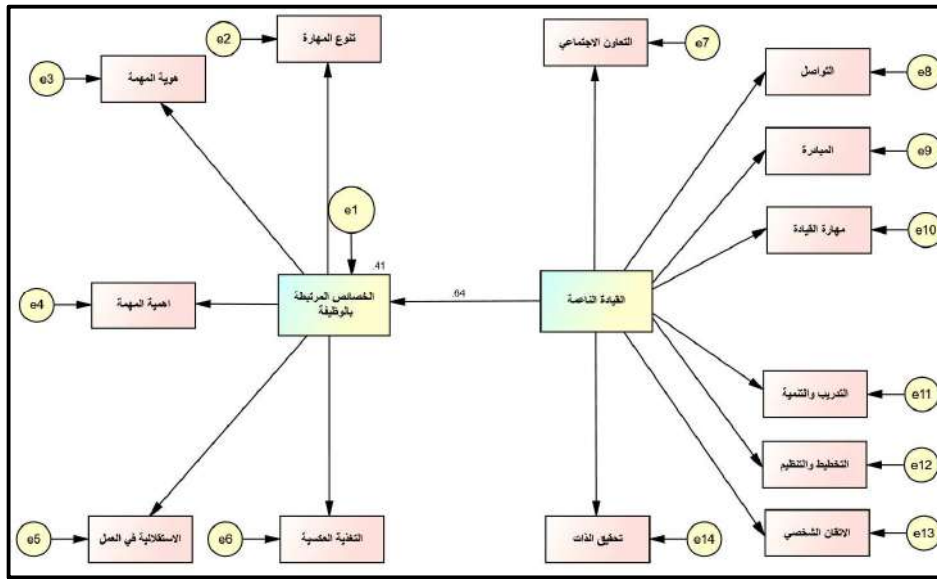 e2
تنوع المهارة
التعاون الاجتماعي
e7
e3
هوية المهمة
التواصل
e8
المبادرة
e9
e1
مهارة القيادة
e10
.41
الخصائص المرتبطة
بالوظيفة
.64
القيادة الناعمة
e4
اهمية المهمة
التدريب والتنمية
e11
التخطيط والتنظيم
e12
e5
الاستقلالية في العمل
e6
التغذية العكسية
تحقيق الذات
e14
الاتقان الشخصي
e13